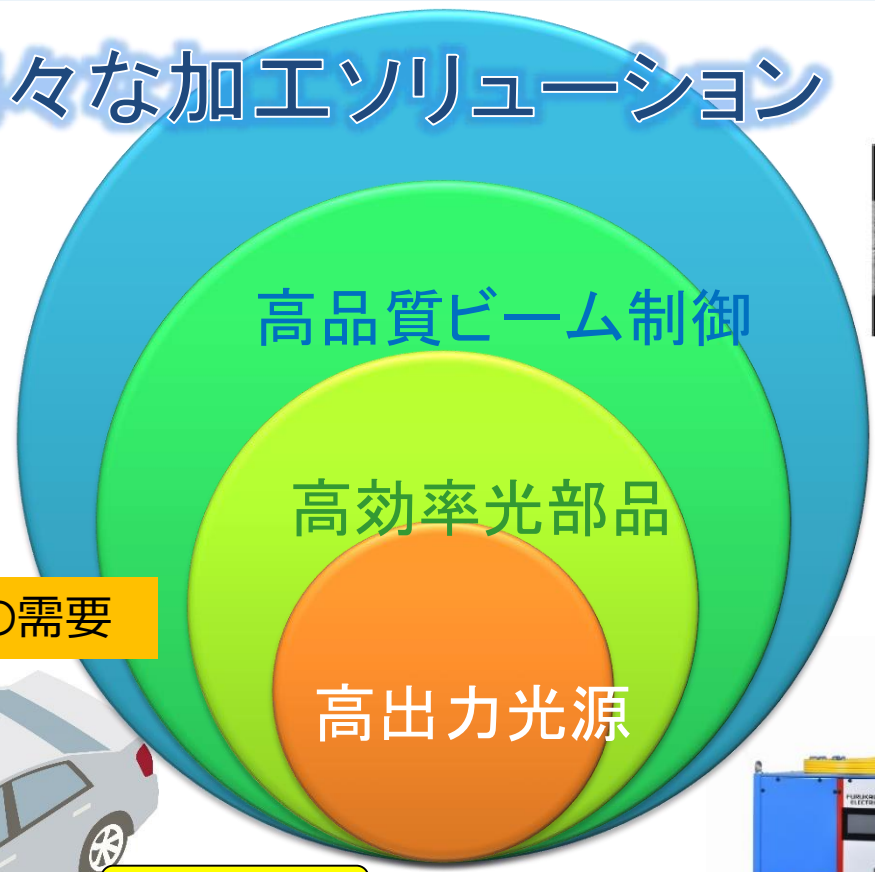 々な加工ソリューション
高品質ビーム制御
高効率光部品
の需要
高出力光源